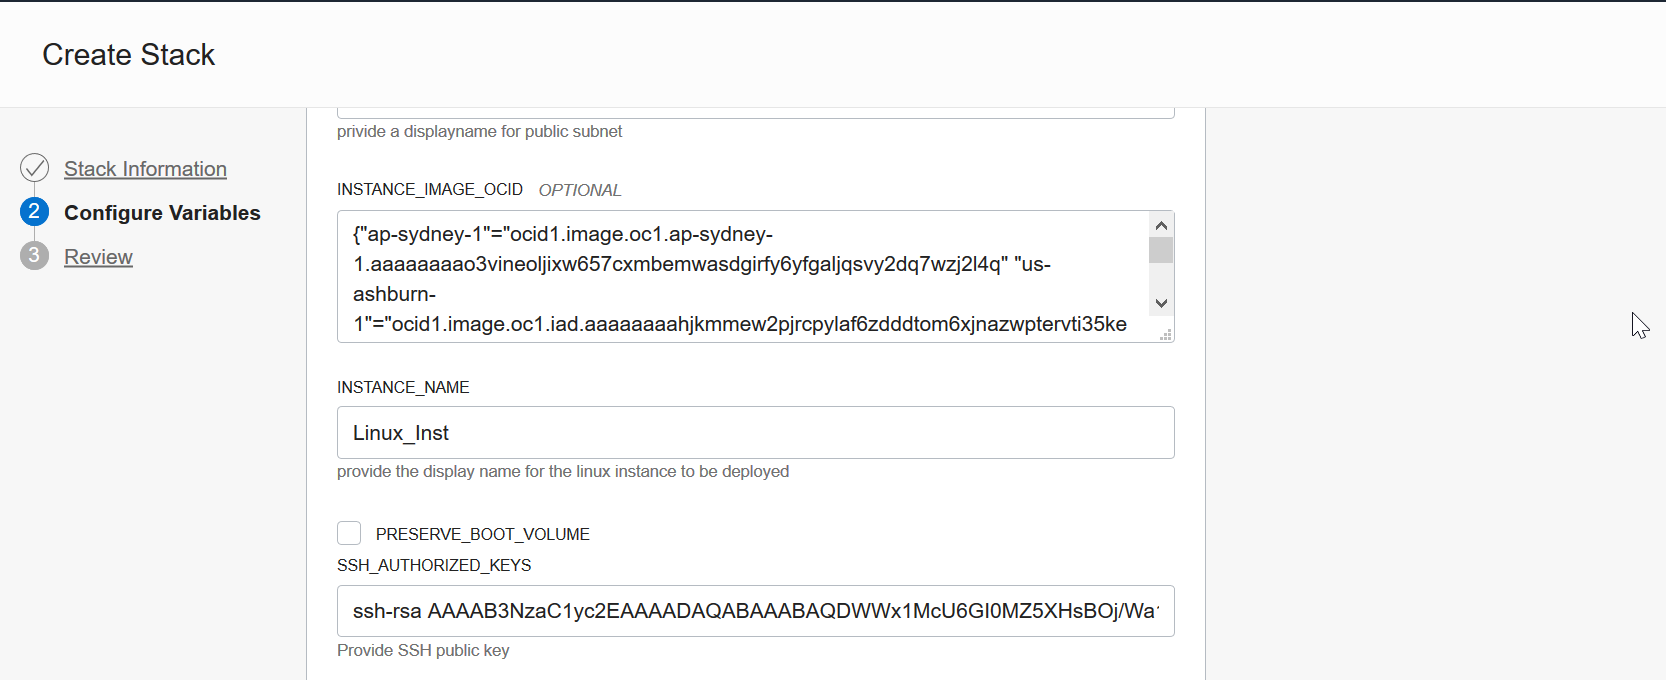 Create Stack
Stack Information
2 Configure Variables
3 Review
privide a displayname for public subnet
INSTANCE_IMAGE_OCID OPTIONAL
{"ap-sydney-1"="ocid1.image.oc1.ap-sydney-
1.aaaaaaaao3vineoljixw657cxmbemwasdgirfy6yfgaljqsvy2dq7wzj2l4q" "us-
ashburn-
1"="ocid1.image.oc1.iad.aaaaaaaahjkmmew2pjrcpylaf6zdddtom6xjnazwptervti35ke
INSTANCE_NAME
Linux_Inst
provide the display name for the linux instance to be deployed
PRESERVE_BOOT_VOLUME
SSH_AUTHORIZED_KEYS
ssh-rsa AAAAB3NzaC1yc2EAAAADAQABAAABAQDWWx1McU6GI0MZ5XHsBOj/Wa
Provide SSH public key